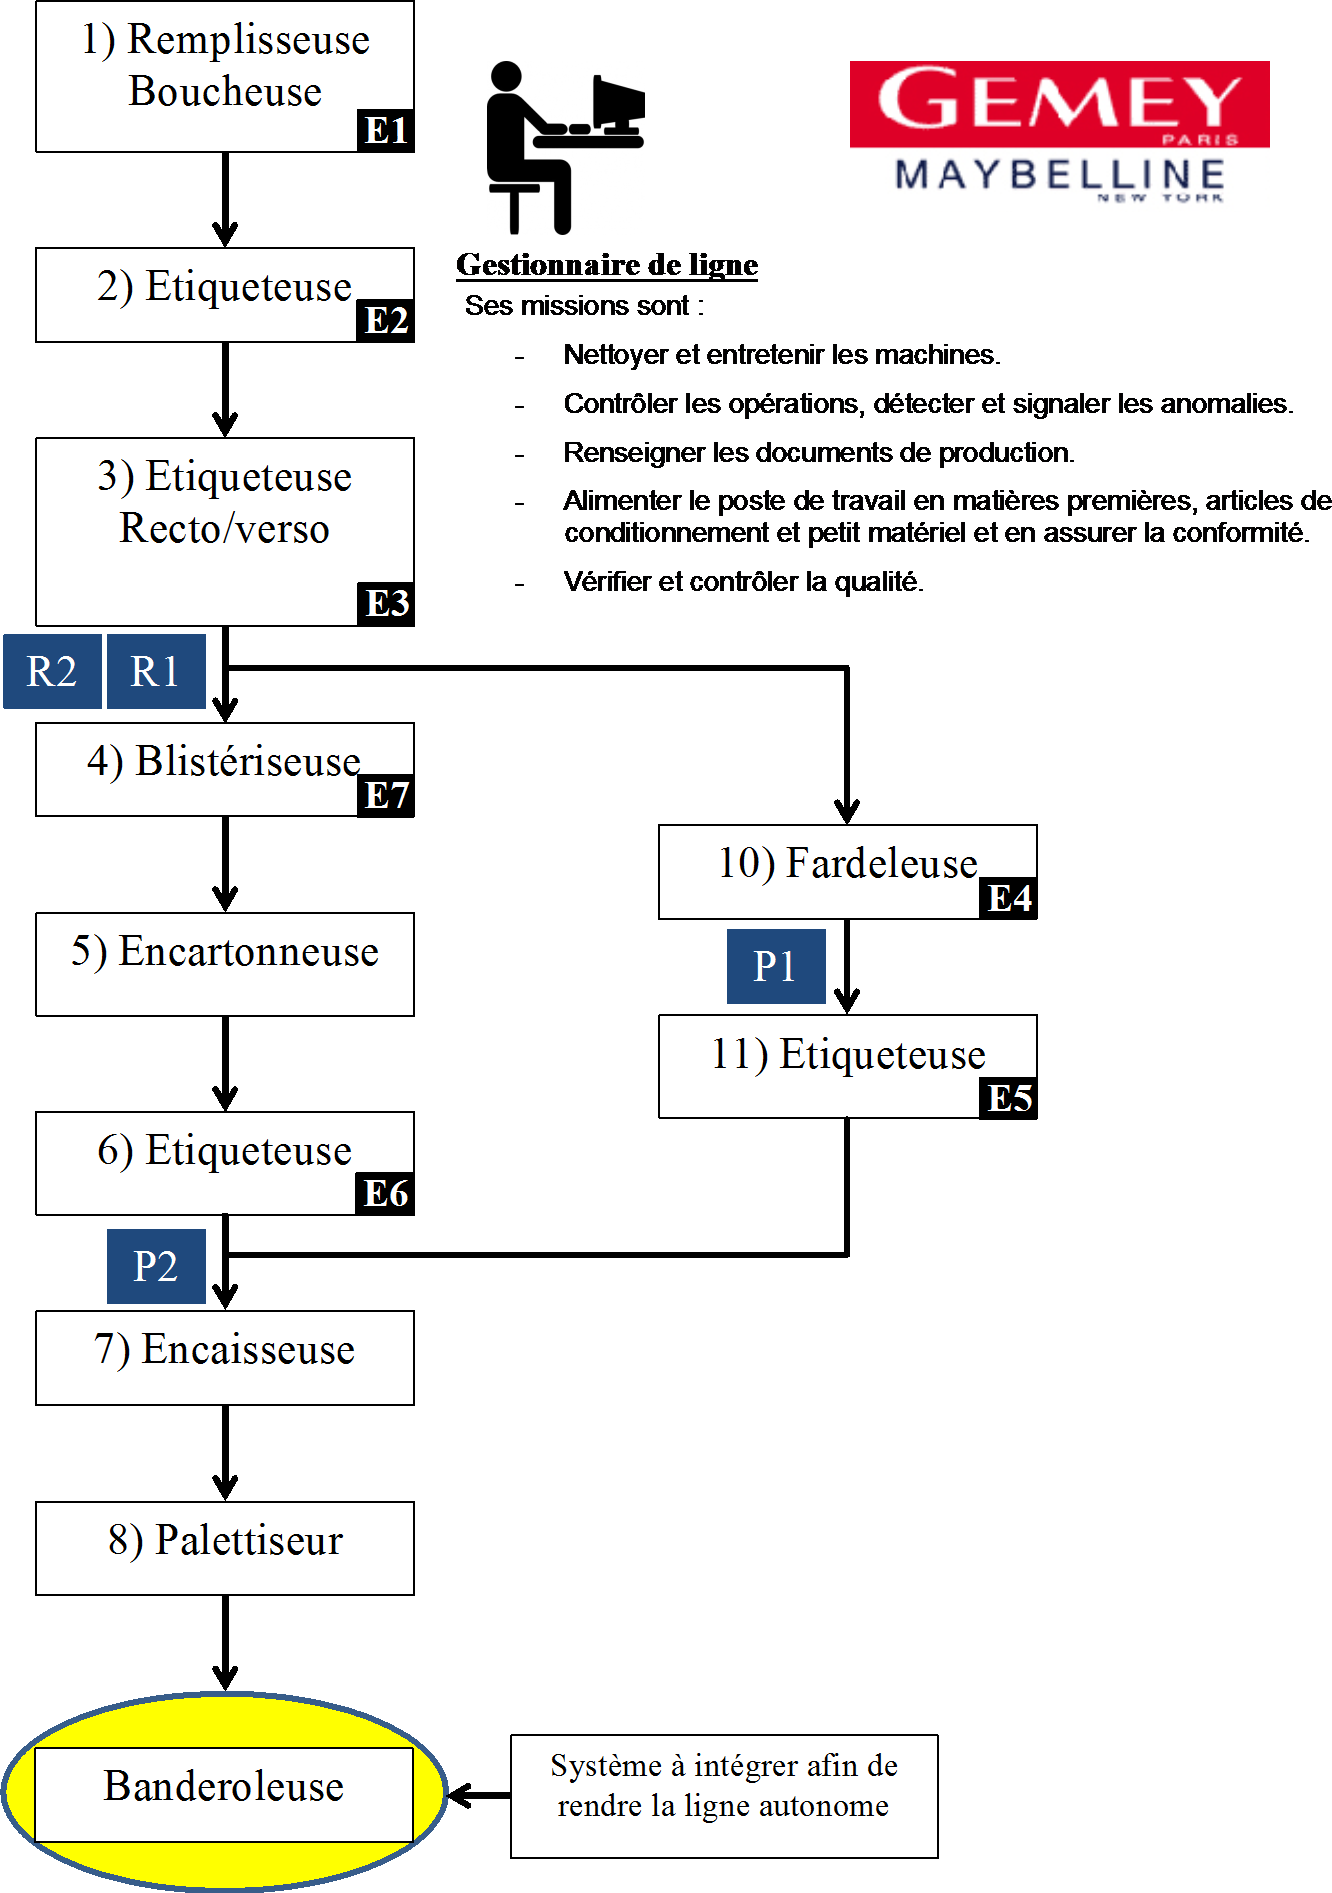 1) Remplisseuse
Boucheuse
E1
GEMEY
PARIS
MAYBELLINE
NEW YORK
2) Etiqueteuse
E2
Gestionnaire de ligne
Ses missions sont :
- Nettoyer et entretenir les machines.
- Contrôler les opérations, détecter et signaler les anomalies.
- Renseigner les documents de production.
- Alimenter le poste de travail en matières premières, articles de
conditionnement et petit matériel et en assurer la conformité.
- Vérifier et contrôler la qualité.
3) Etiqueteuse
Recto/verso
E3
R2
R1
4) Blistériseuse
E7
10) Fardeleuse
E4
5) Encartonneuse
P1
11) Etiqueteuse
E5
6) Etiqueteuse
E6
P2
7) Encaisseuse
8) Palettiseur
Banderoleuse
Système à intégrer afin de
rendre la ligne autonome